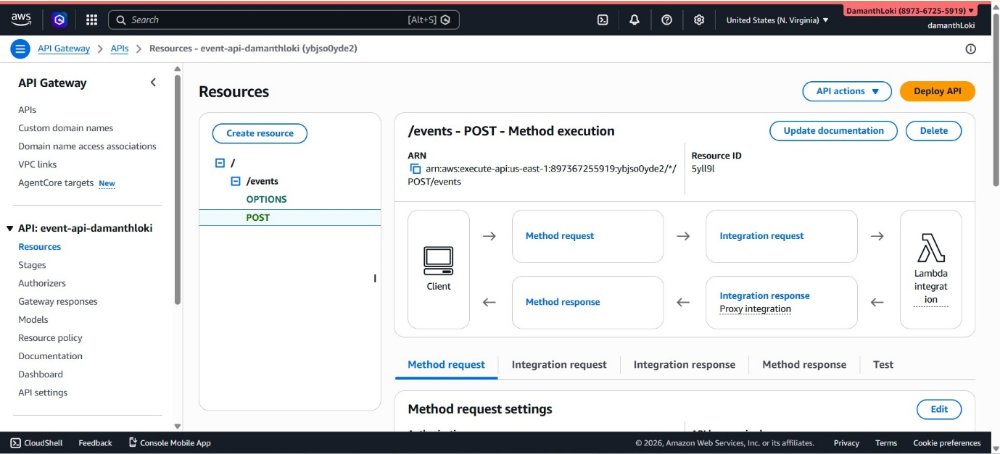 aws
Search
[Alt+S]
United States (N. Virginia)
DamanthLoki (8973-6725-5919)
damanthLoki
API Gateway
APIs
Resources - event-api-damanthloki (ybjso0yde2)
API Gateway
APIs
Custom domain names
Domain name access associations
VPC links
AgentCore targets New
API: event-api-damanthloki
Resources
Stages
Authorizers
Gateway responses
Models
Resource policy
Documentation
Dashboard
API settings
Resources
API actions
Deploy API
Create resource
/
/events
OPTIONS
POST
/events - POST - Method execution
Update documentation
Delete
ARN
arn:aws:execute-api:us-east-1:897367255919:ybjso0yde2/*/
POST/events
Resource ID
5yll9l
Client
Method request
Integration request
Method response
Integration response
Proxy integration
Lambda
integrat
ion
Method request
Integration request
Integration response
Method response
Test
Method request settings
Edit
CloudShell
Feedback
Console Mobile App
© 2026, Amazon Web Services, Inc. or its affiliates.
Privacy
Terms
Cookie preferences